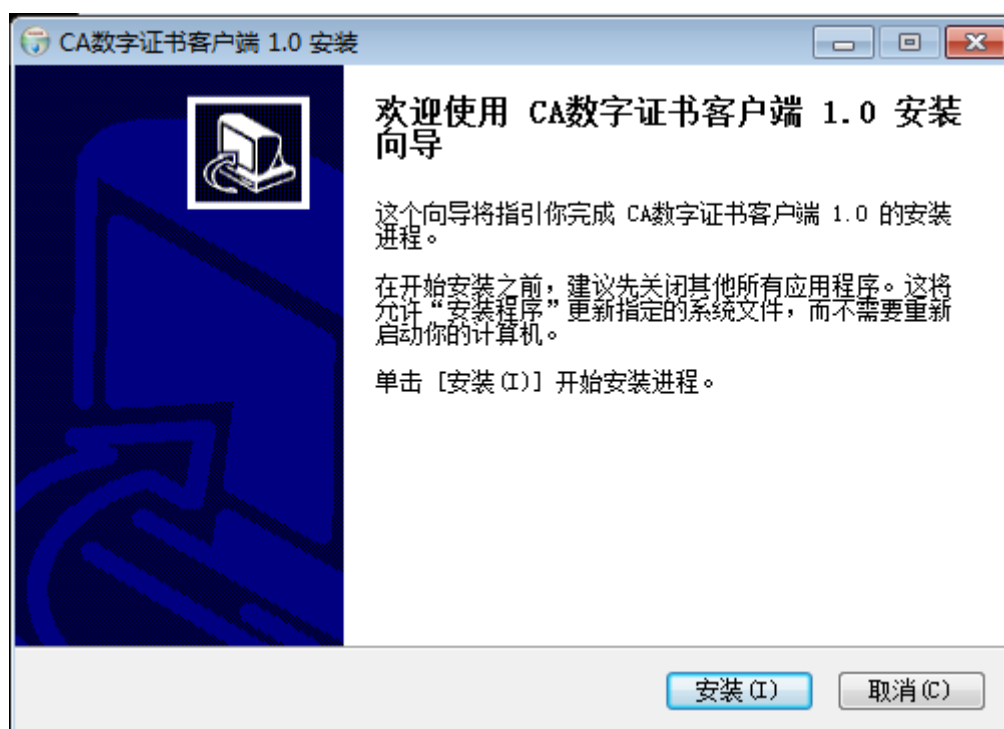 CA数字证书客户端 1.0 安装
欢迎使用 CA数字证书客户端 1.0 安装
向导
这个向导将指引你完成 CA数字证书客户端 1.0 的安装
进程。
在开始安装之前，建议先关闭其他所有应用程序。这将
允许“安装程序”更新指定的系统文件，而不需要重新
启动你的计算机。
单击 [安装(I)] 开始安装进程。
安装(I)
取消(C)